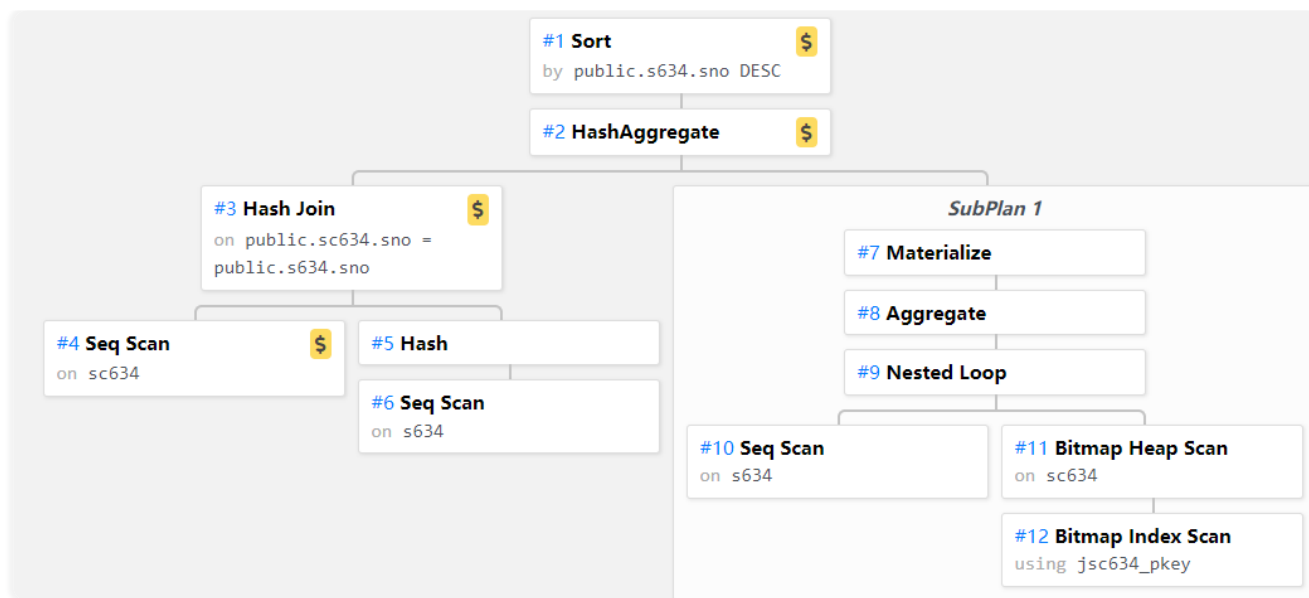 #1 Sort $
by public.s634.sno DESC
#2 HashAggregate $
#3 Hash Join $
on public.sc634.sno =
public.s634.sno
#4 Seq Scan $
on sc634
#5 Hash
#6 Seq Scan
on s634
SubPlan 1
#7 Materialize
#8 Aggregate
#9 Nested Loop
#10 Seq Scan
on s634
#11 Bitmap Heap Scan
on sc634
#12 Bitmap Index Scan
using jsc634_pkey